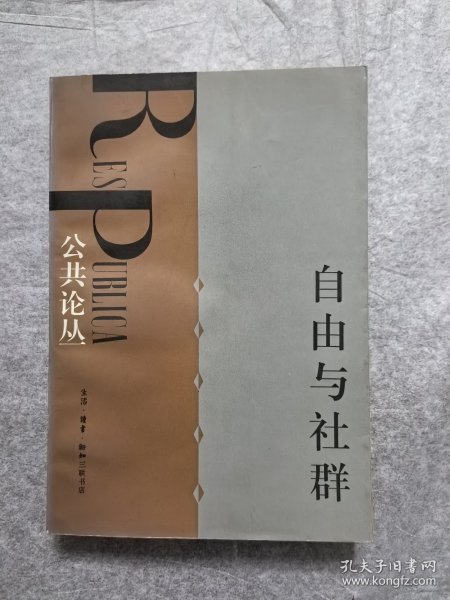 RES PUBLICA
公共论丛
自由与社群
生活·读书·新知三联书店
孔夫子旧书网
www.kongfz.com